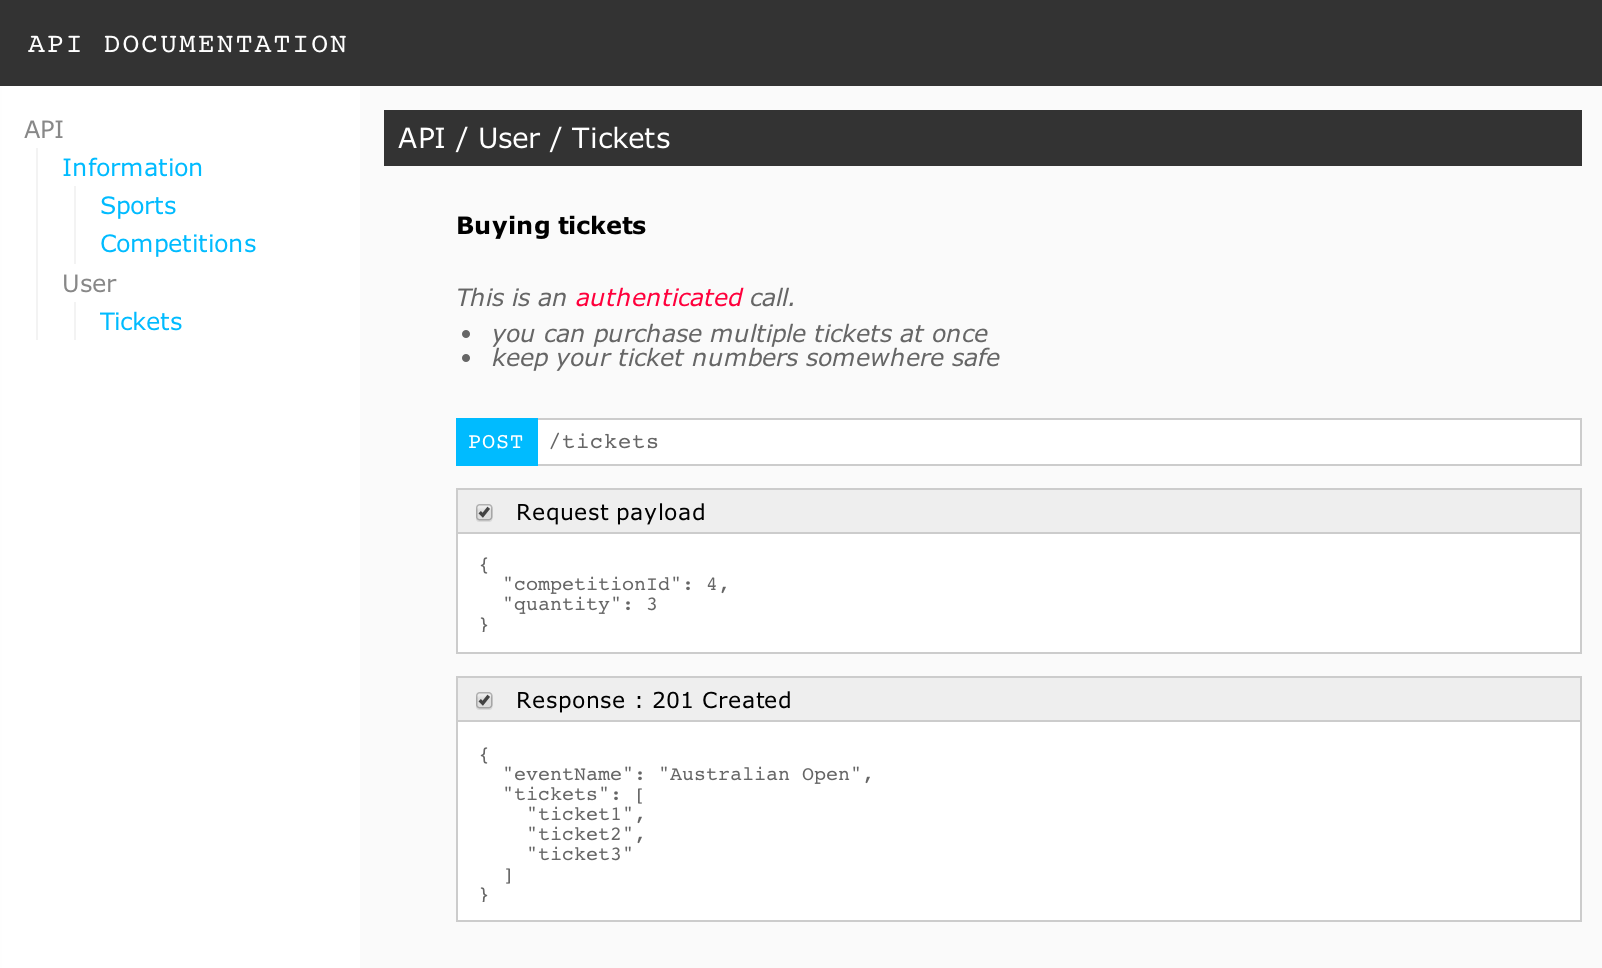 API DOCUMENTATION
API
Information
Sports
Competitions
User
Tickets
API / User / Tickets
Buying tickets
This is an authenticated call.
• you can purchase multiple tickets at once
• keep your ticket numbers somewhere safe
POST /tickets
Request payload
{
  "competitionId": 4,
  "quantity": 3
}
Response : 201 Created
{
  "eventName": "Australian Open",
  "tickets": [
    "ticket1",
    "ticket2",
    "ticket3"
  ]
}